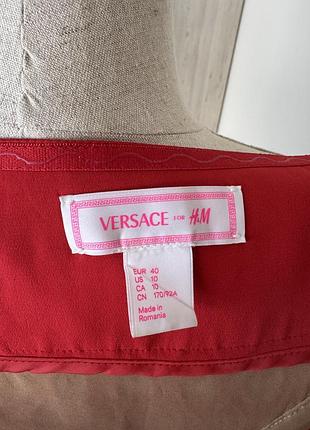 VERSACE FOR H&M
EUR 40
US 10
CA 10
CN 170/92A
Made in
Romania